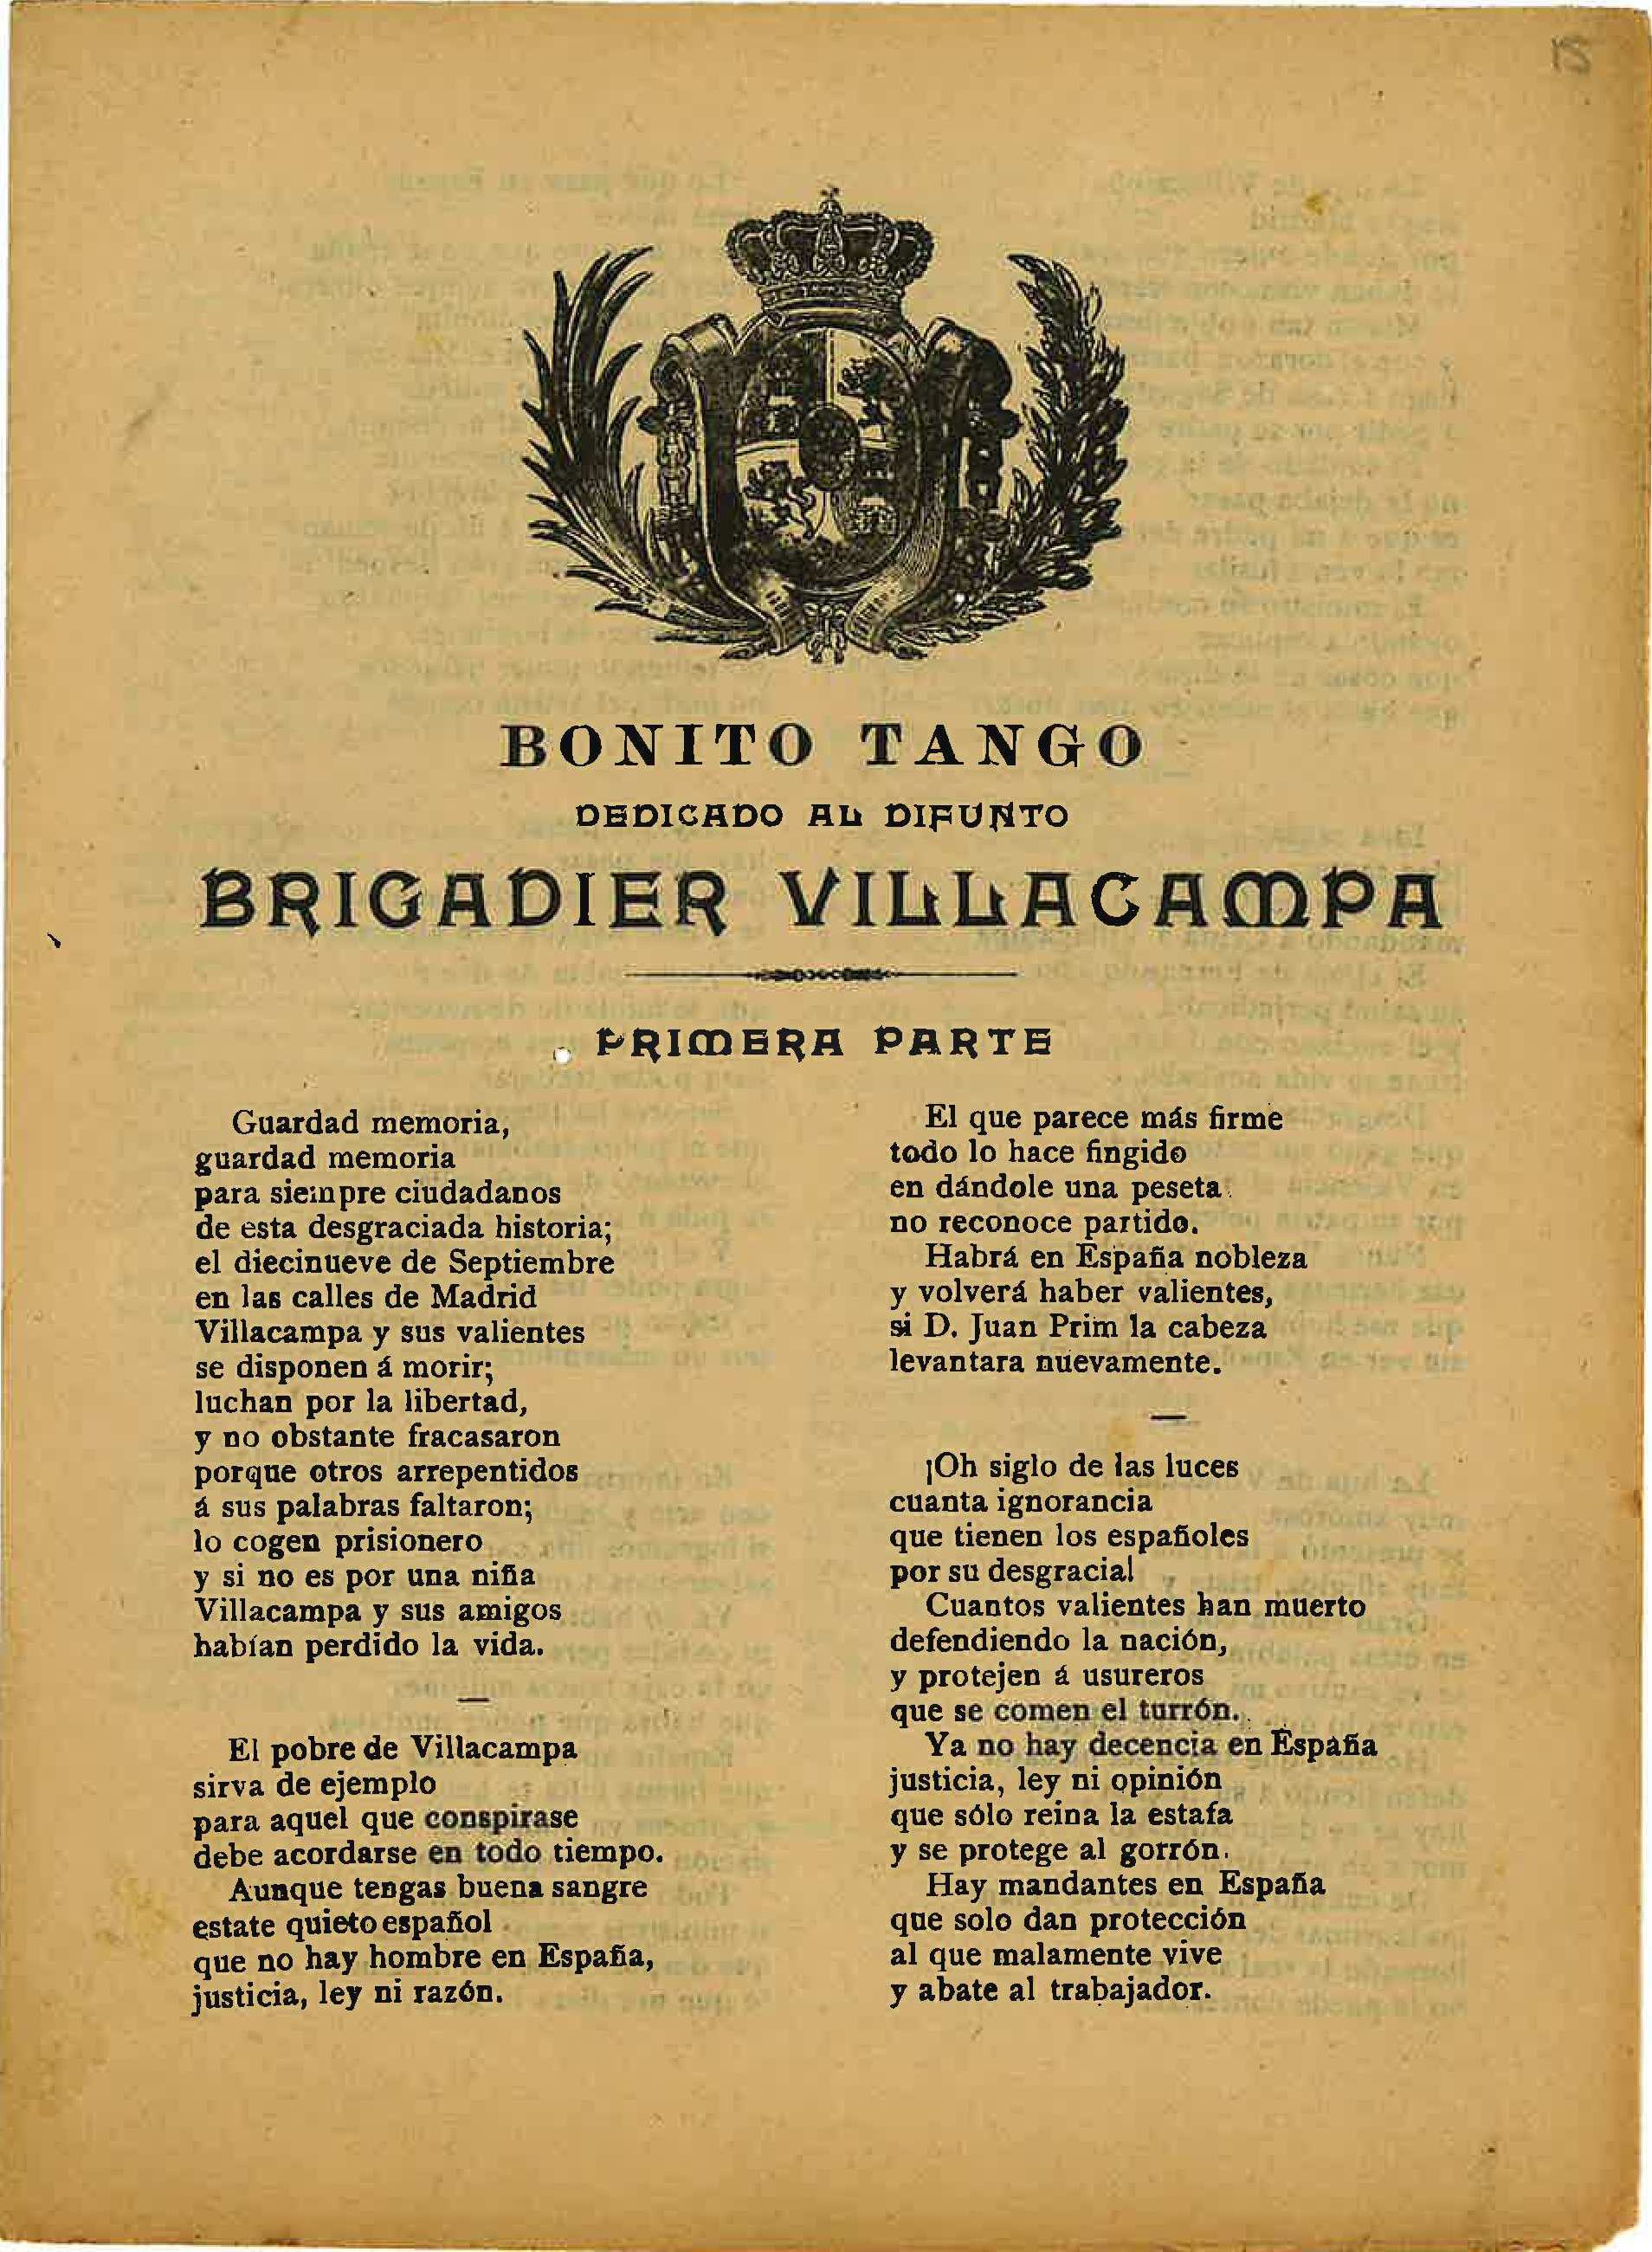 15
BONITO TANGO
DEDICADO AL DIFUNTO
BRIGADIER VILLACAMPA
PRIMERA PARTE
Guardad memoria,
guardad memoria
para siempre ciudadanos
de esta desgraciada historia;
el diecinueve de Septiembre
en las calles de Madrid
Villacampa y sus valientes
se disponen á morir;
luchan por la libertad,
y no obstante fracasaron
porque otros arrepentidos
á sus palabras faltaron;
lo cogen prisionero
y si no es por una niña
Villacampa y sus amigos
habían perdido la vida.
—
El pobre de Villacampa
sirva de ejemplo
para aquel que conspirase
debe acordarse en todo tiempo.
Aunque tengas buena sangre
estate quieto español
que no hay hombre en España,
justicia, ley ni razón.
El que parece más firme
todo lo hace fingido
en dándole una peseta
no reconoce partido.
Habrá en España nobleza
y volverá haber valientes,
si D. Juan Prim la cabeza
levantara nuevamente.
—
¡Oh siglo de las luces
cuanta ignorancia
que tienen los españoles
por su desgracia!
Cuantos valientes han muerto
defendiendo la nación,
y protejen á usureros
que se comen el turrón.
Ya no hay decencia en España
justicia, ley ni opinión
que sólo reina la estafa
y se protege al gorrón.
Hay mandantes en España
que solo dan protección
al que malamente vive
y abate al trabajador.